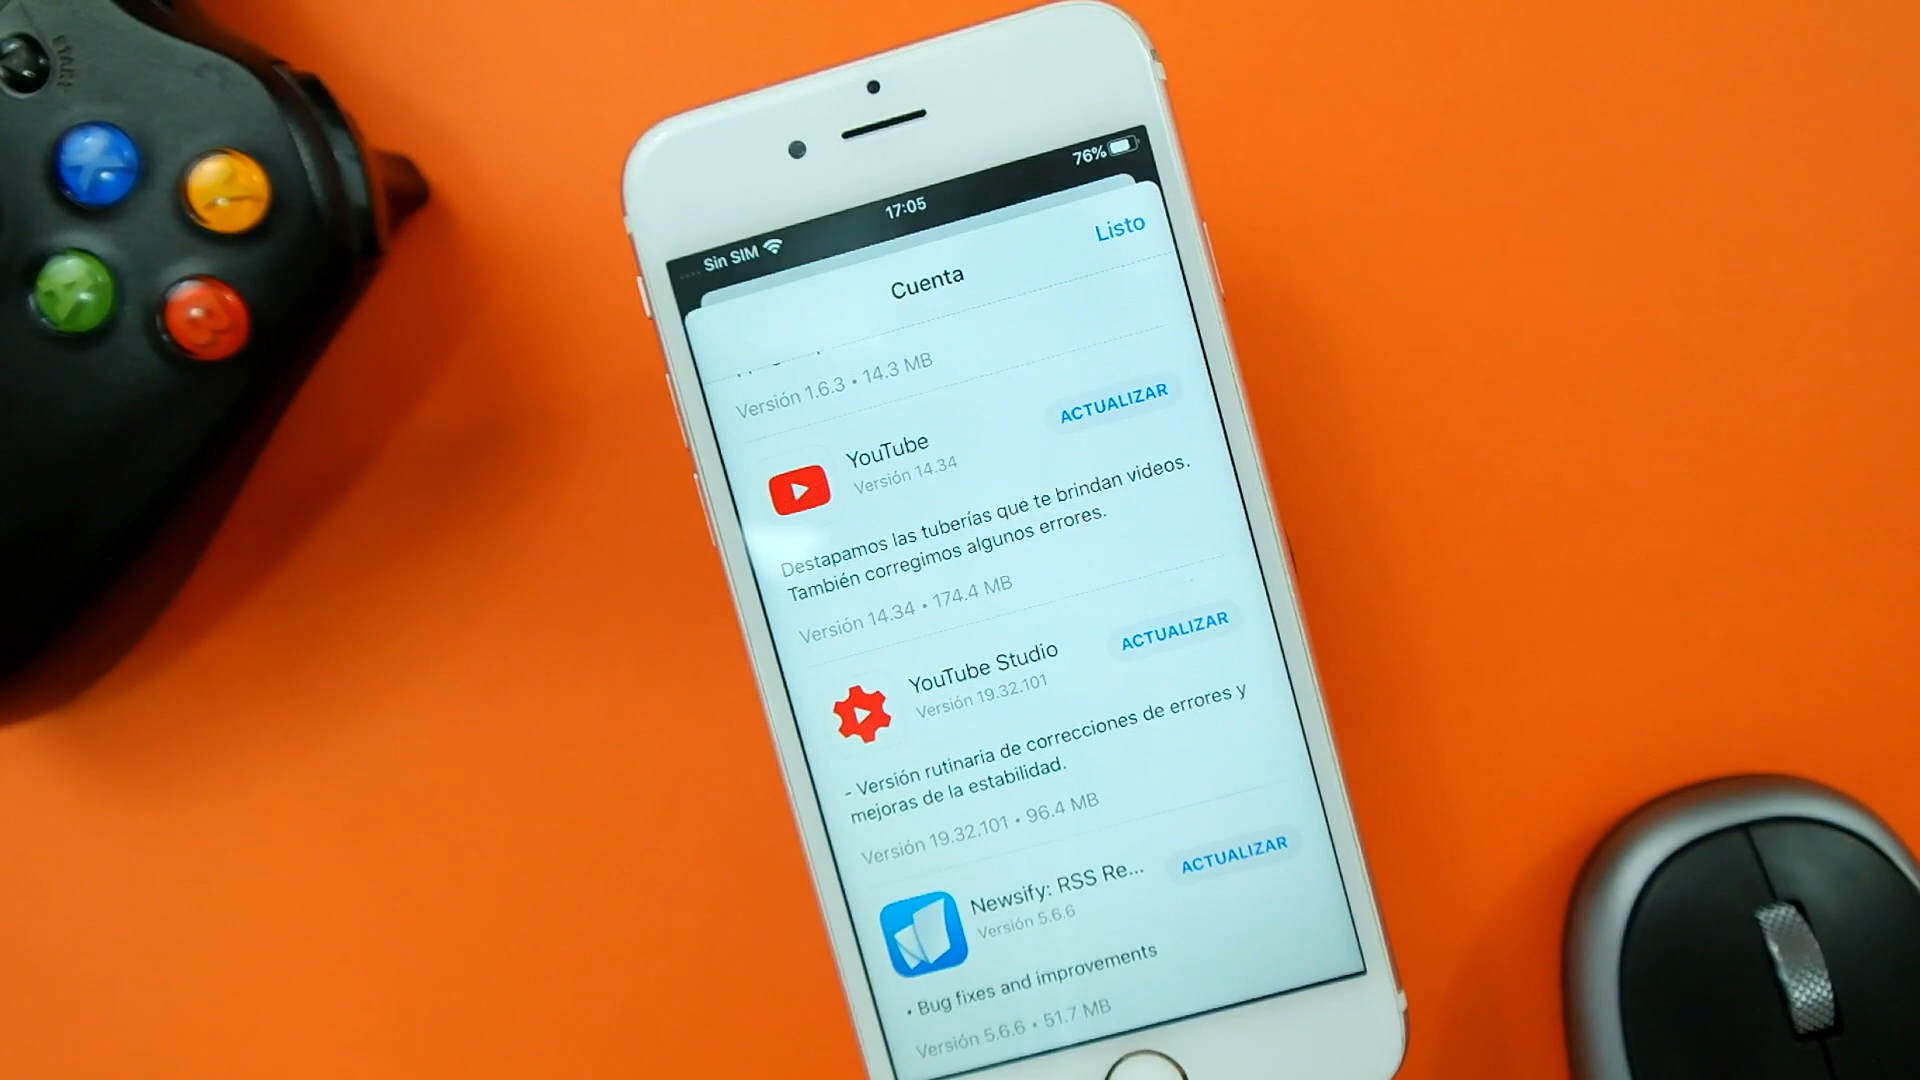 START
X
Y
A
B
Sin SIM
17:05
76%
Cuenta
Listo
Versión 1.6.3 • 14.3 MB
YouTube
Versión 14.34
ACTUALIZAR
Destapamos las tuberías que te brindan videos.
También corregimos algunos errores.
Versión 14.34 • 174.4 MB
YouTube Studio
Versión 19.32.101
ACTUALIZAR
- Versión rutinaria de correcciones de errores y
mejoras de la estabilidad.
Versión 19.32.101 • 96.4 MB
Newsify: RSS Re...
Versión 5.6.6
ACTUALIZAR
• Bug fixes and improvements
Versión 5.6.6 • 51.7 MB